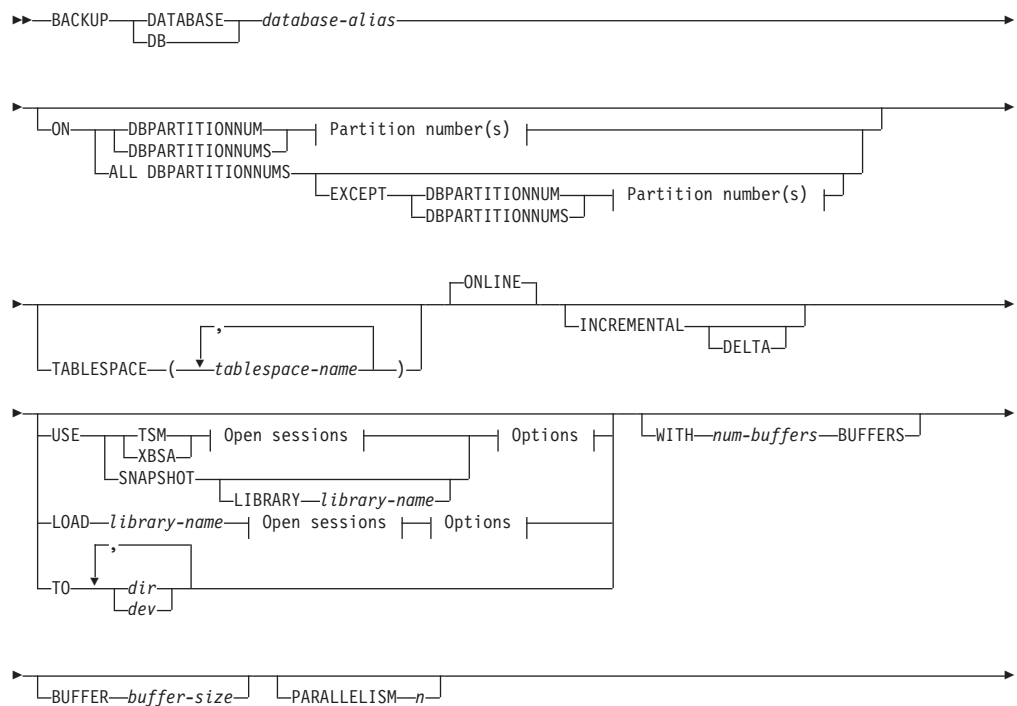 BACKUP DATABASE database-alias
DB
ON DBPARTITIONNUM Partition number(s)
DBPARTITIONNUMS
ALL DBPARTITIONNUMS
EXCEPT DBPARTITIONNUM Partition number(s)
DBPARTITIONNUMS
ONLINE
INCREMENTAL
DELTA
,
TABLESPACE ( tablespace-name )
USE TSM Open sessions Options
XBSA
SNAPSHOT
LIBRARY library-name
WITH num-buffers BUFFERS
LOAD library-name Open sessions Options
,
TO dir
dev
BUFFER buffer-size PARALLELISM n